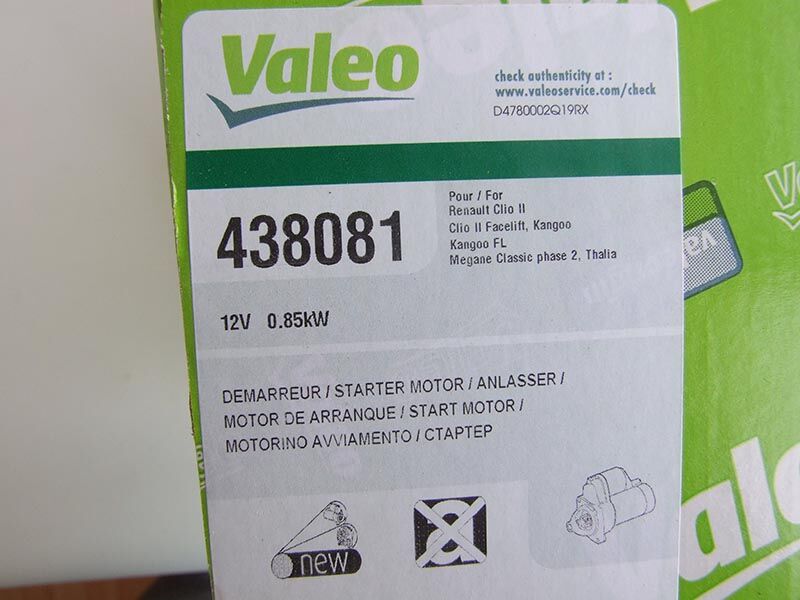 Valeo
check authenticity at :
www.valeoservice.com/check
D4780002Q19RX
438081
Pour / For
Renault Clio II
Clio II Facelift, Kangoo
Kangoo FL
Megane Classic phase 2, Thalia
12V 0.85kW
DEMARREUR / STARTER MOTOR / ANLASSER /
MOTOR DE ARRANQUE / START MOTOR /
MOTORINO AVVIAMENTO / СТАРТЕР
new
a